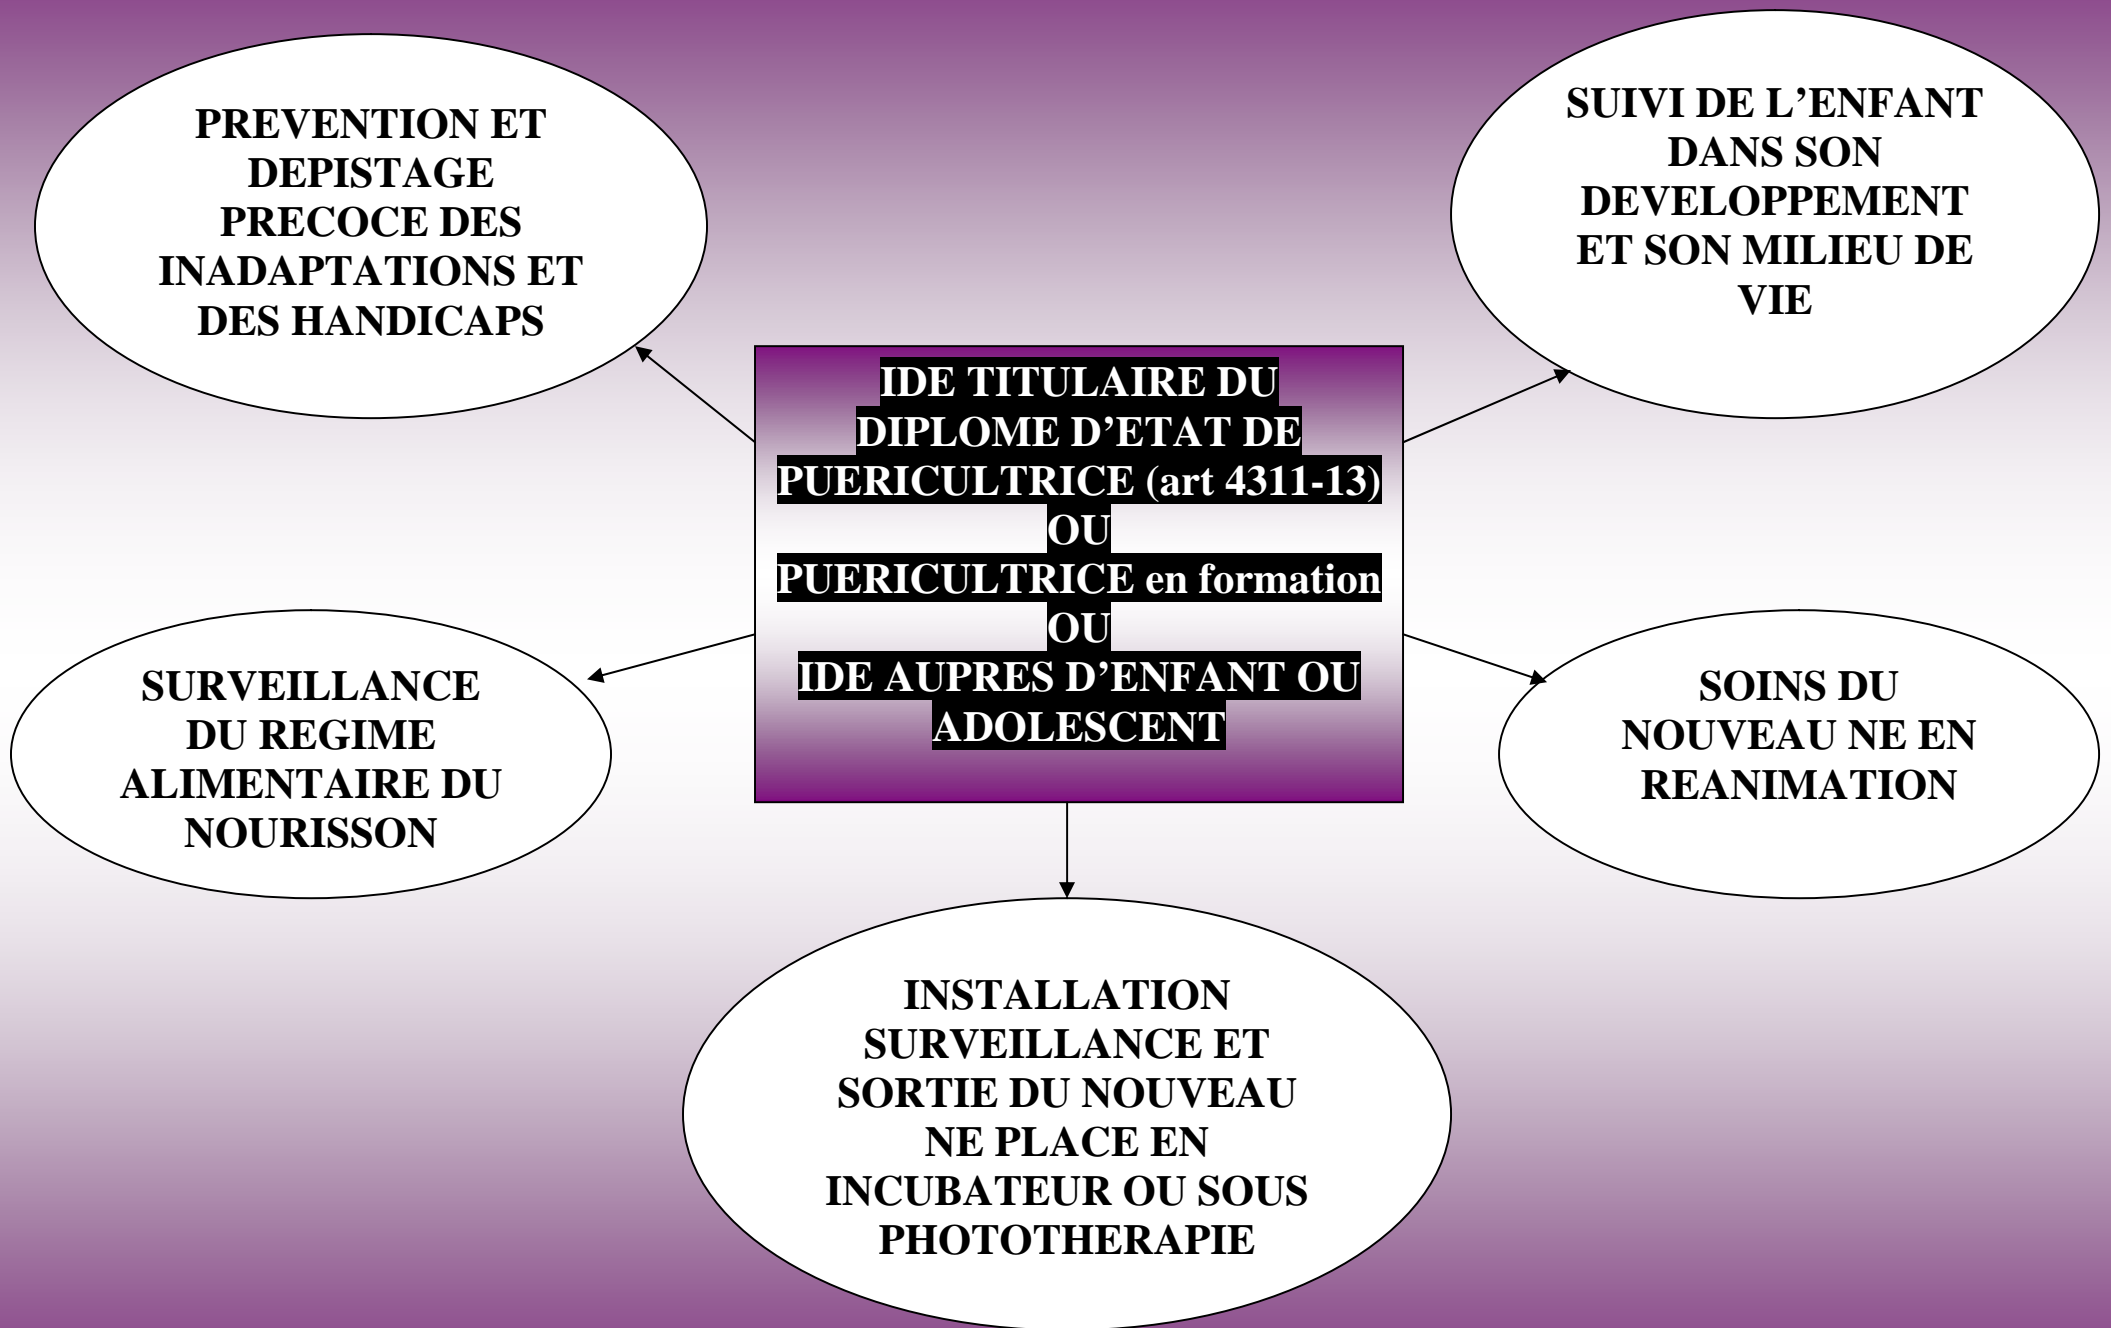 PREVENTION ET
DEPISTAGE
PRECOCE DES
INADAPTATIONS ET
DES HANDICAPS
SUIVI DE L’ENFANT
DANS SON
DEVELOPPEMENT
ET SON MILIEU DE
VIE
IDE TITULAIRE DU
DIPLOME D’ETAT DE
PUERICULTRICE (art 4311-13)
OU
PUERICULTRICE en formation
OU
IDE AUPRES D’ENFANT OU
ADOLESCENT
SURVEILLANCE
DU REGIME
ALIMENTAIRE DU
NOURISSON
SOINS DU
NOUVEAU NE EN
REANIMATION
INSTALLATION
SURVEILLANCE ET
SORTIE DU NOUVEAU
NE PLACE EN
INCUBATEUR OU SOUS
PHOTOTHERAPIE